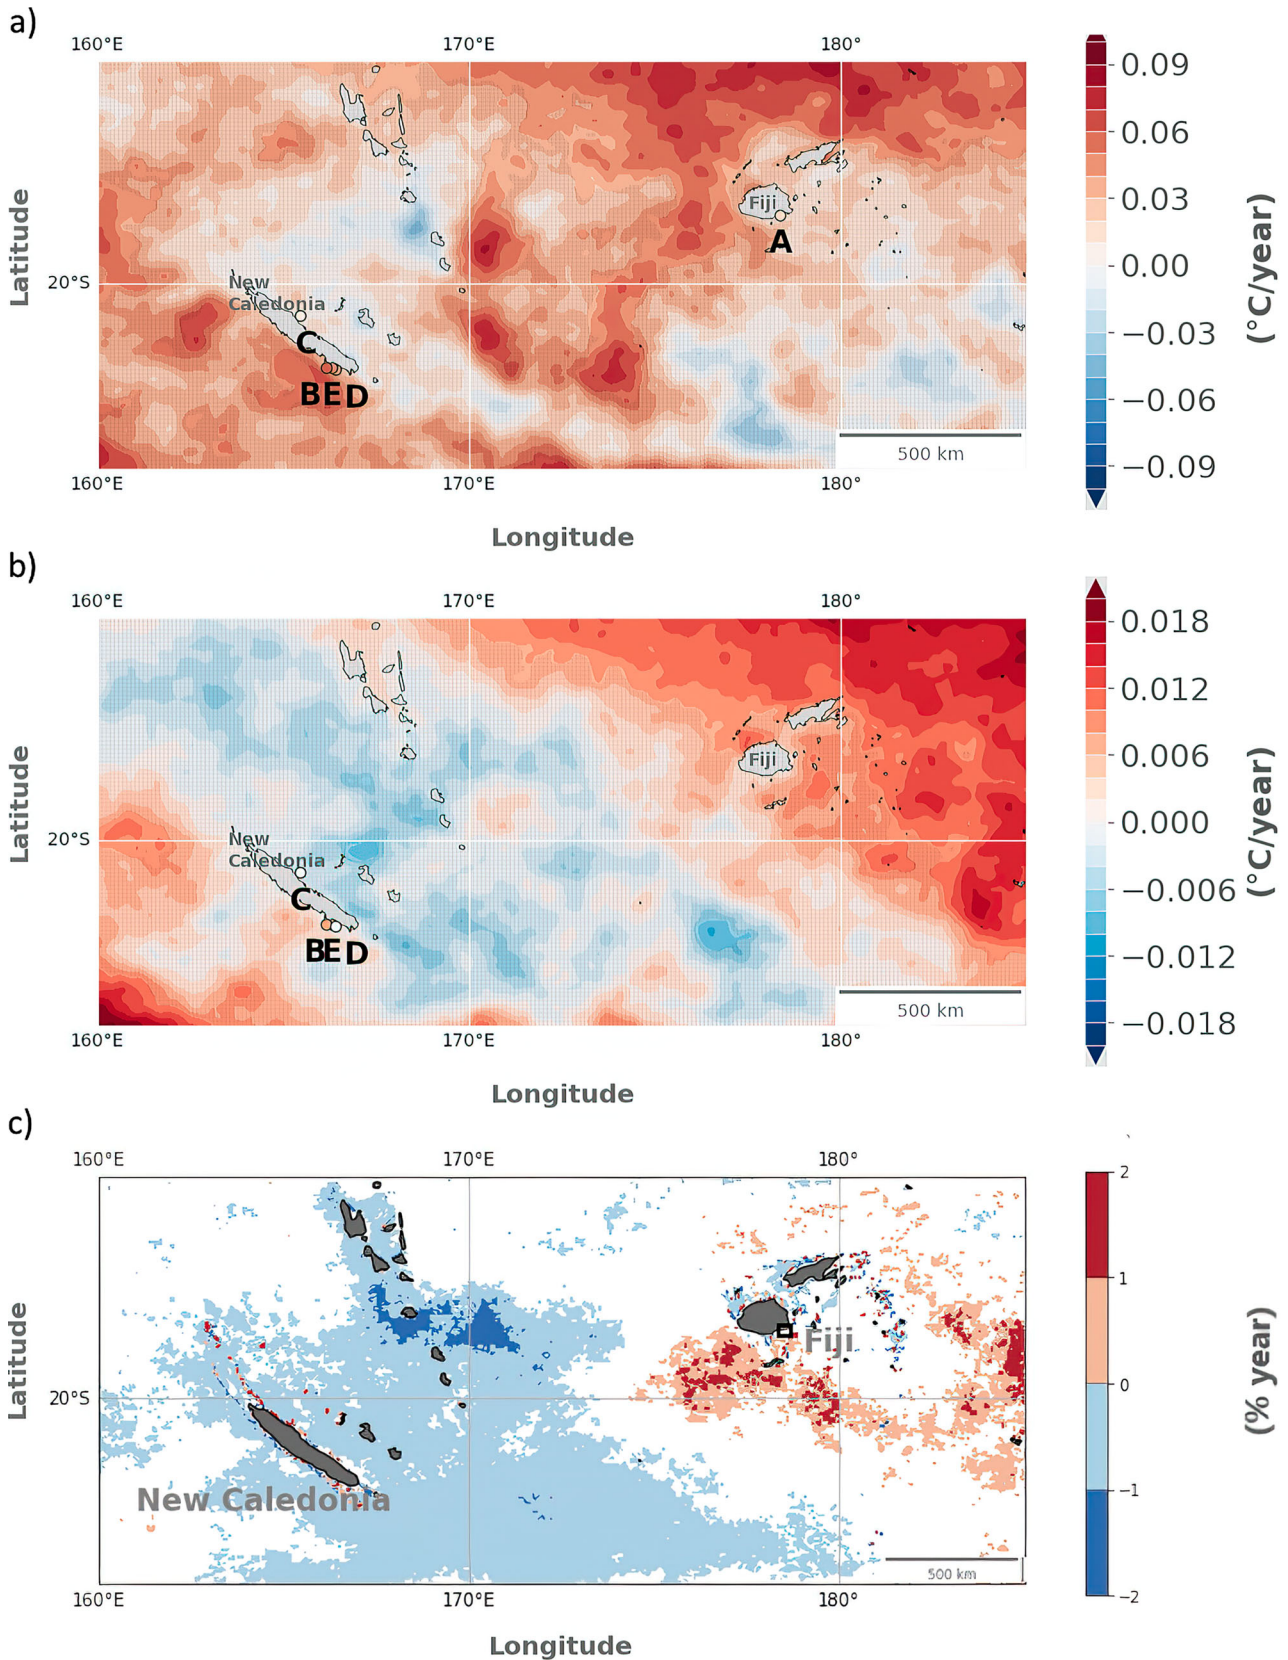 a)
160°E 170°E 180°
0.09
0.06
0.03
0.00
−0.03
−0.06
−0.09
(°C/year)
Latitude
20°S
Fiji
A
New
Caledonia
C
BE D
500 km
160°E 170°E 180°
Longitude
b)
160°E 170°E 180°
0.018
0.012
0.006
0.000
−0.006
−0.012
−0.018
(°C/year)
Latitude
20°S
Fiji
New
Caledonia
C
BE D
500 km
160°E 170°E 180°
Longitude
c)
160°E 170°E 180°
2
1
0
−1
−2
(% year)
Latitude
20°S
Fiji
New Caledonia
500 km
160°E 170°E 180°
Longitude